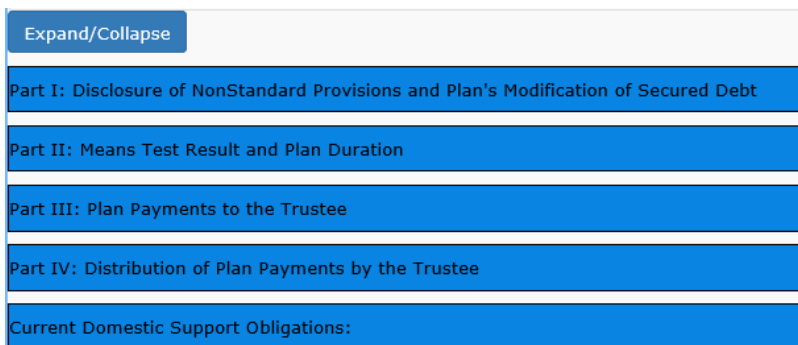 Expand/Collapse
Part I: Disclosure of NonStandard Provisions and Plan's Modification of Secured Debt
Part II: Means Test Result and Plan Duration
Part III: Plan Payments to the Trustee
Part IV: Distribution of Plan Payments by the Trustee
Current Domestic Support Obligations: